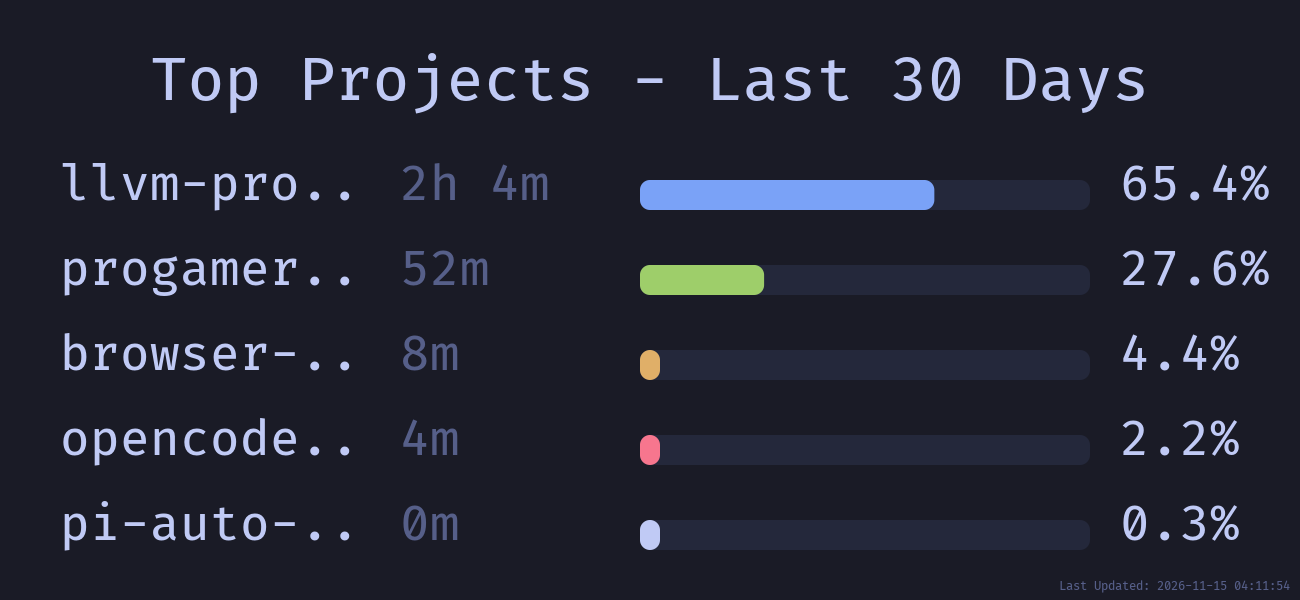 Top Projects - Last 30 Days
llvm-pro.. 2h 4m 65.4%
progamer.. 52m 27.6%
browser-.. 8m 4.4%
opencode.. 4m 2.2%
pi-auto-.. 0m 0.3%
Last Updated: 2026-11-15 04:11:54